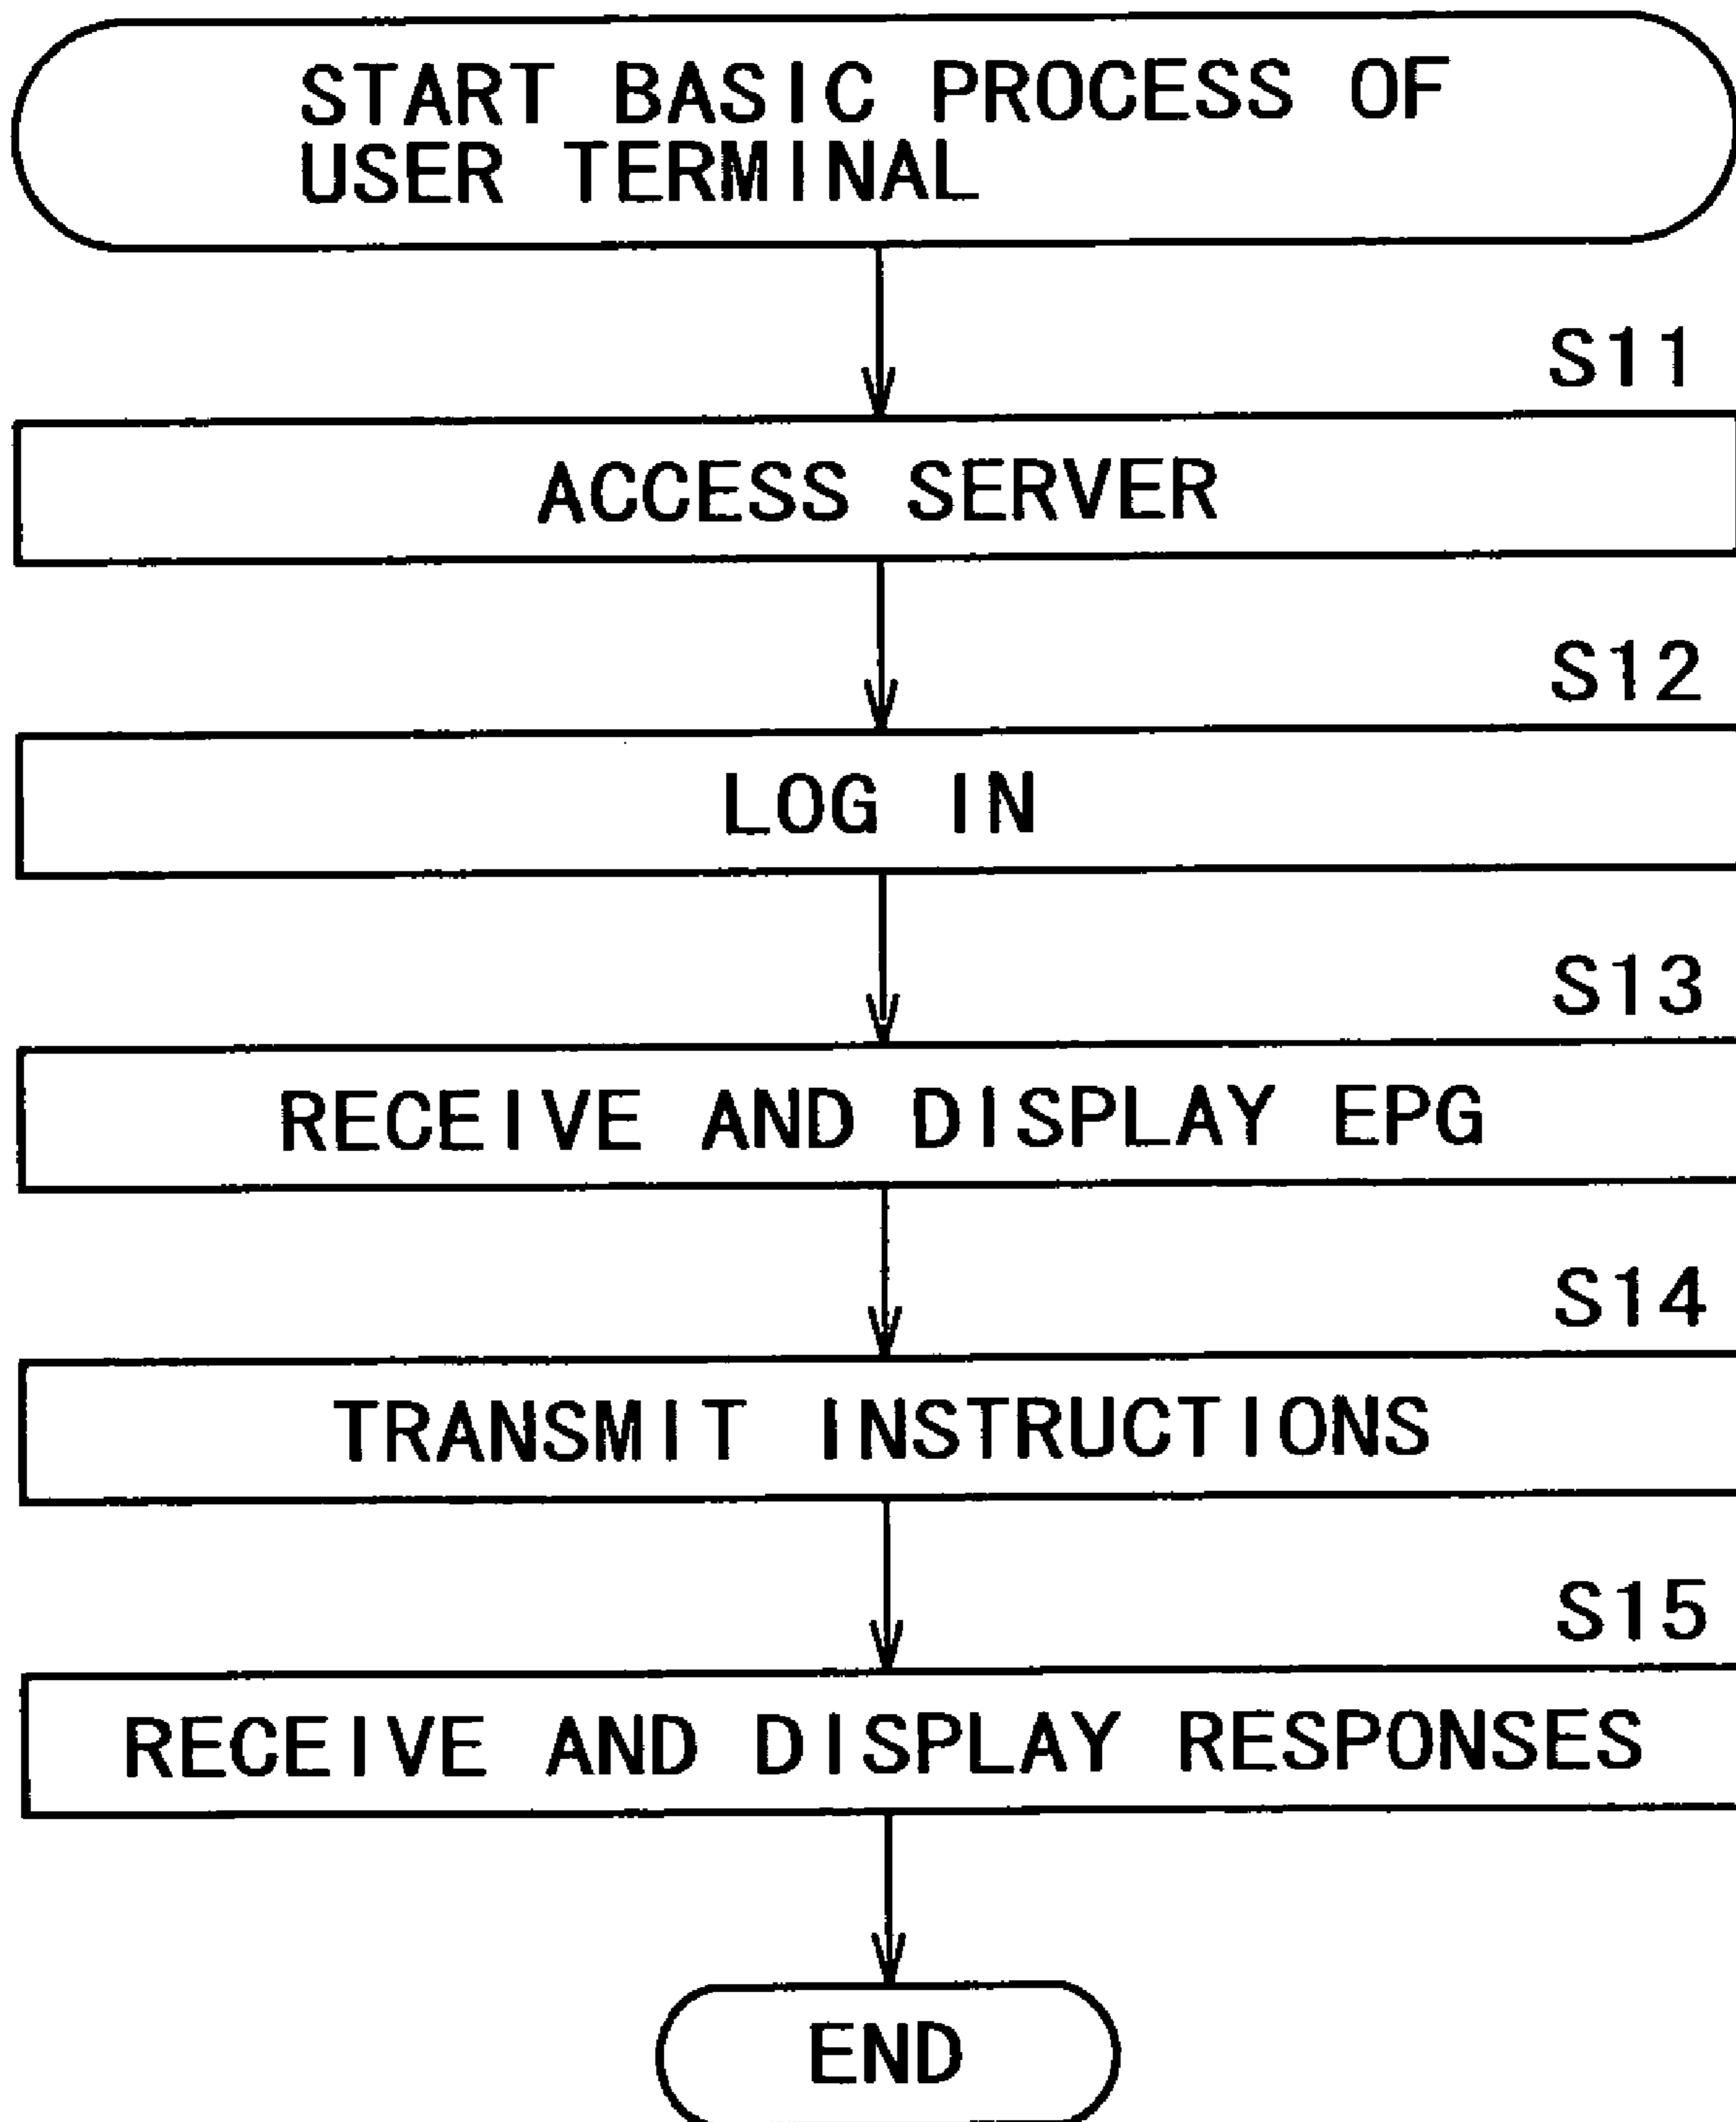 START BASIC PROCESS OF
USER TERMINAL
S11
ACCESS SERVER
S12
LOG IN
S13
RECEIVE AND DISPLAY EPG
S14
TRANSMIT INSTRUCTIONS
S15
RECEIVE AND DISPLAY RESPONSES
END